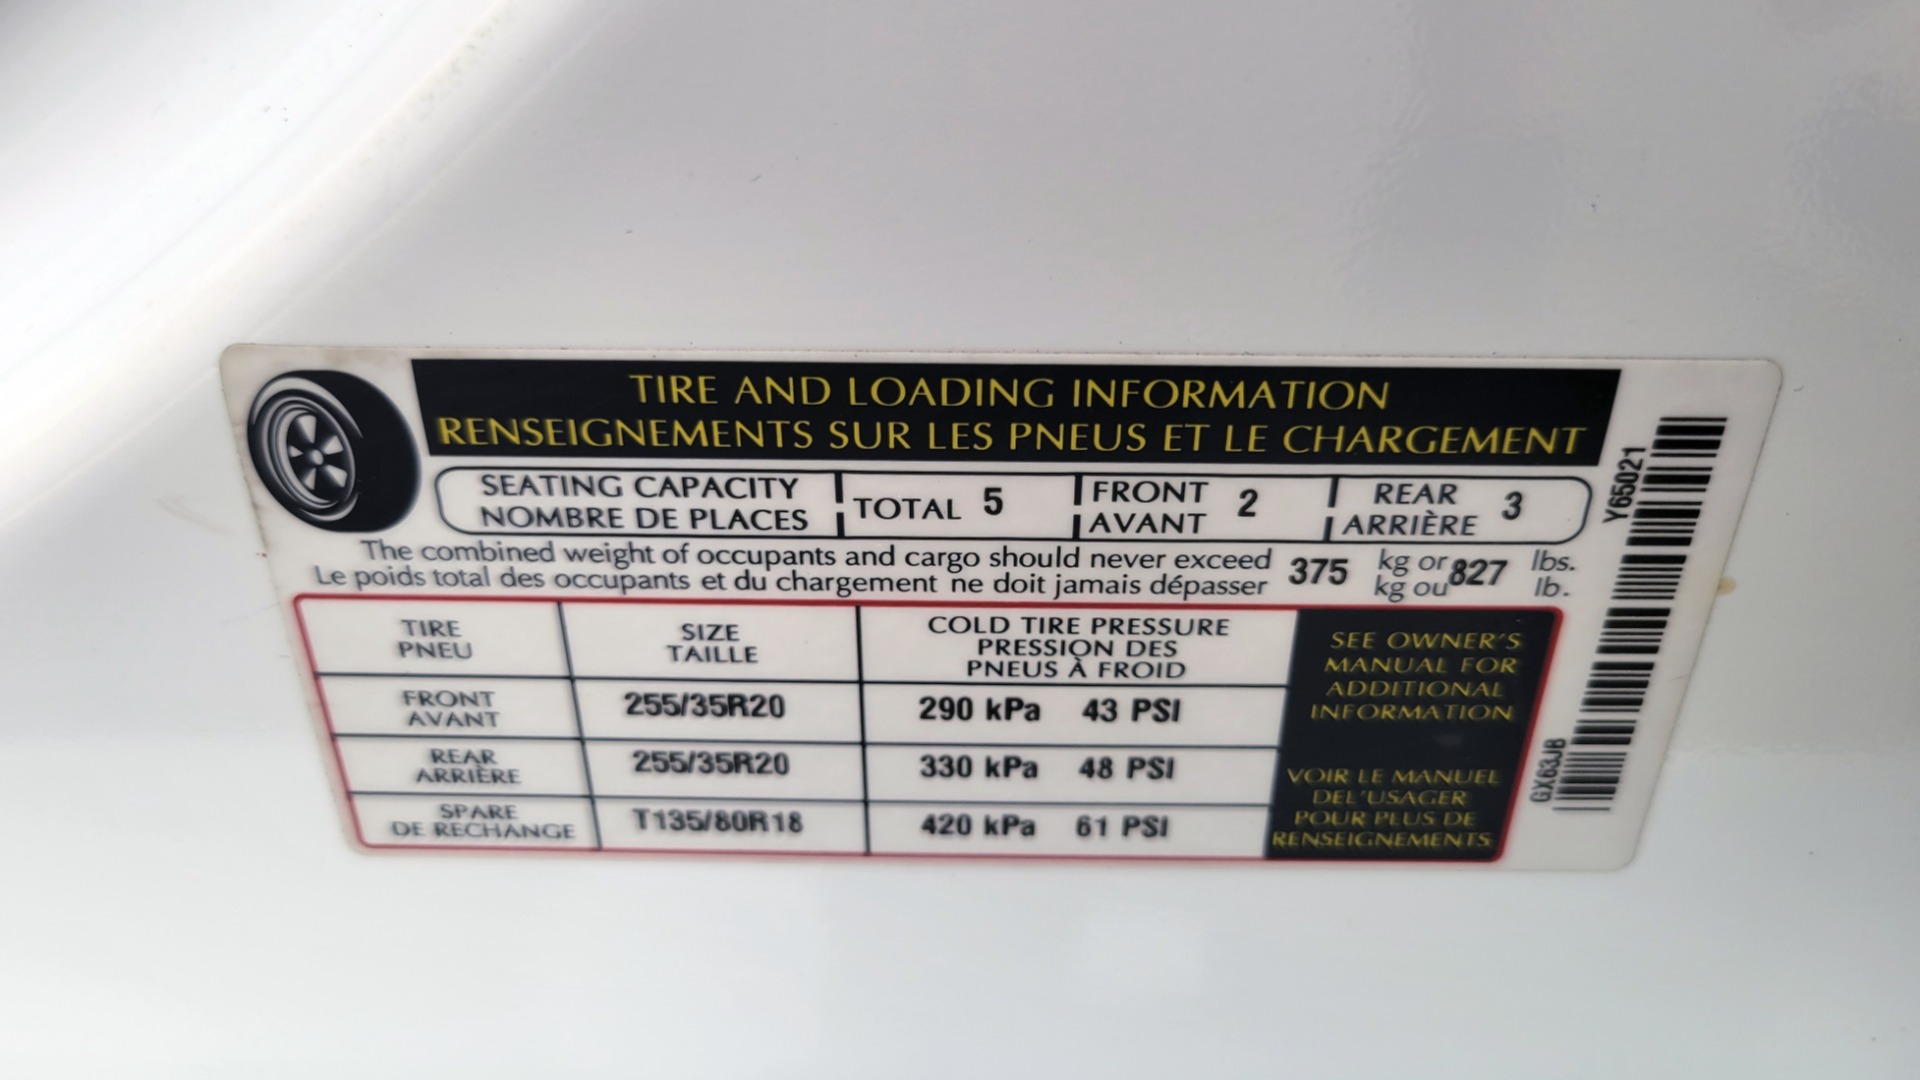 TIRE AND LOADING INFORMATION
RENSEIGNEMENTS SUR LES PNEUS ET LE CHARGEMENT
SEATING CAPACITY
NOMBRE DE PLACES
TOTAL 5
FRONT
AVANT
2
REAR
ARRIÈRE
3
The combined weight of occupants and cargo should never exceed
Le poids total des occupants et du chargement ne doit jamais dépasser
375
kg or
kg ou
827
lbs.
lb.
TIRE
PNEU
SIZE
TAILLE
COLD TIRE PRESSURE
PRESSION DES
PNEUS À FROID
FRONT
AVANT
255/35R20
290 kPa 43 PSI
REAR
ARRIÈRE
255/35R20
330 kPa 48 PSI
SPARE
DE RECHANGE
T135/80R18
420 kPa 61 PSI
SEE OWNER'S
MANUAL FOR
ADDITIONAL
INFORMATION
VOIR LE MANUEL
DEL'USAGER
POUR PLUS DE
RENSEIGNEMENTS
Y65021
GX63JB